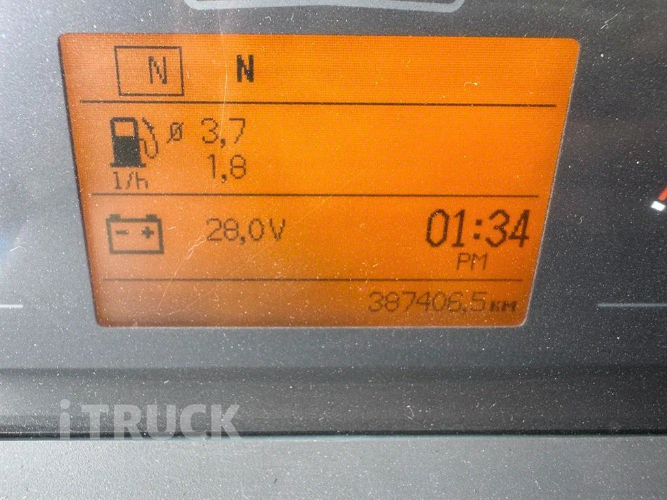 N N
ø 3,7
1,8
l/h
28,0V 01:34
PM
387406,5км
iTRUCK